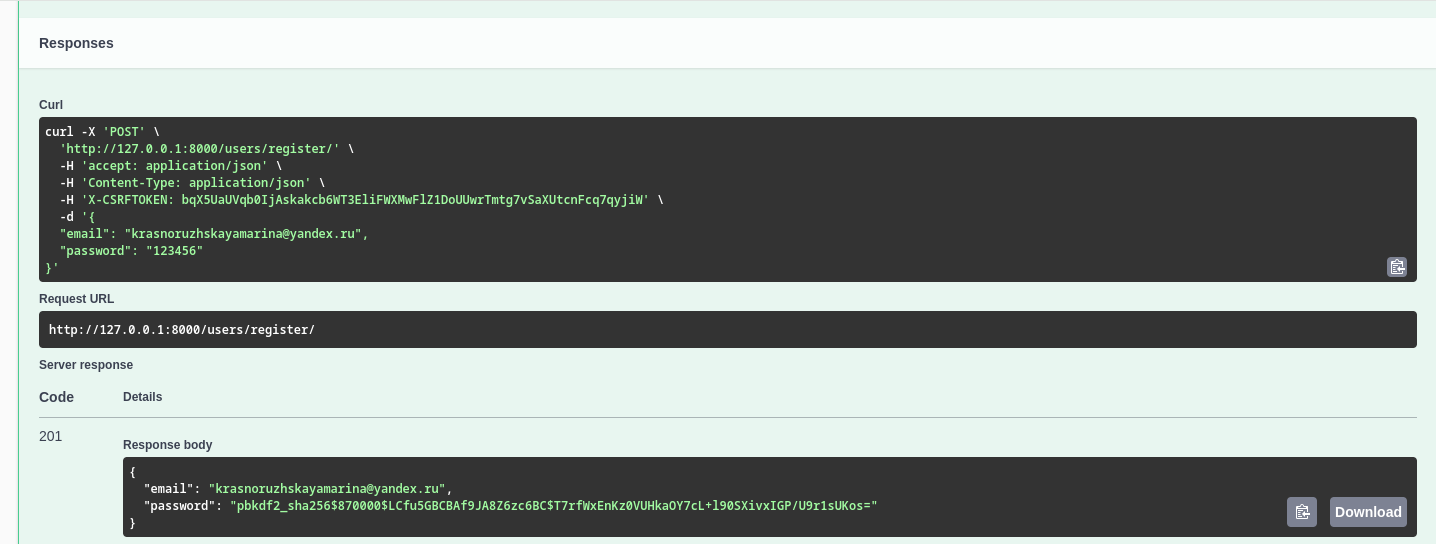 Responses
Curl
curl -X 'POST' \
  'http://127.0.0.1:8000/users/register/' \
  -H 'accept: application/json' \
  -H 'Content-Type: application/json' \
  -H 'X-CSRFTOKEN: bqX5UaUVqb0IjAskakcb6WT3EliFWXMwFlZ1DoUUwrTmtg7vSaXUtcnFcq7qyjiW' \
  -d '{
  "email": "krasnoruzhskayamarina@yandex.ru",
  "password": "123456"
}'
Request URL
http://127.0.0.1:8000/users/register/
Server response
Code Details
201
Response body
{
  "email": "krasnoruzhskayamarina@yandex.ru",
  "password": "pbkdf2_sha256$870000$LCfu5GBCBAf9JA8Z6zc6BC$T7rfWxEnKz0VUHkaOY7cL+l90SXivxIGP/U9r1sUKos="
}
Download